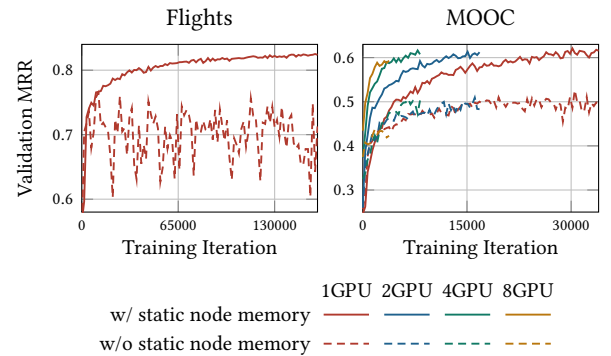 Flights
MOOC
Validation MRR
0.8
0.7
0.6
0
65000
130000
Training Iteration
0.6
0.5
0.4
0.3
0
15000
30000
Training Iteration
1GPU 2GPU 4GPU 8GPU
w/ static node memory
w/o static node memory